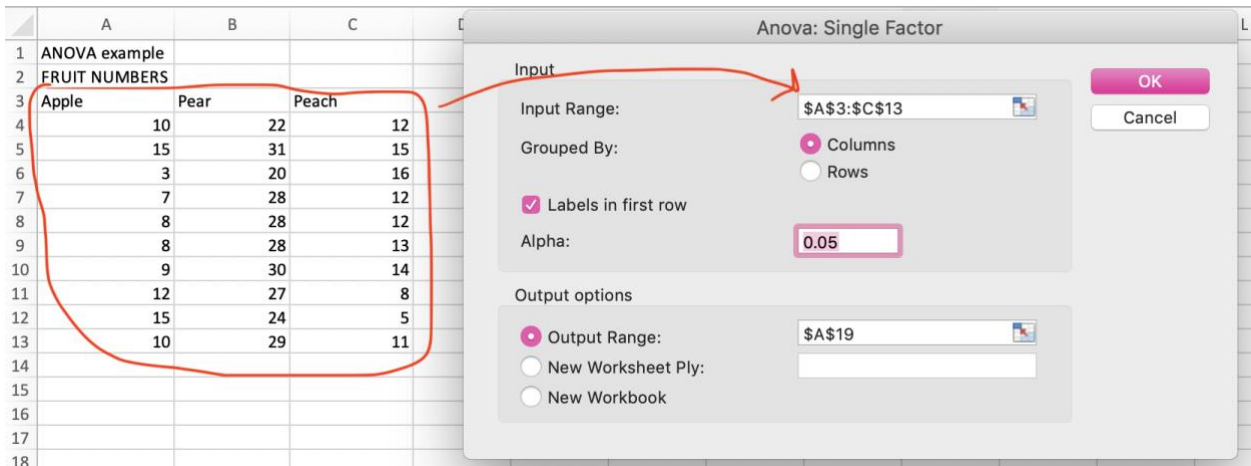 A B C D L
1 ANOVA example
2 FRUIT NUMBERS
3 Apple Pear Peach
4 10 22 12
5 15 31 15
6 3 20 16
7 7 28 12
8 8 28 12
9 8 28 13
10 9 30 14
11 12 27 8
12 15 24 5
13 10 29 11
14
15
16
17
18
Anova: Single Factor
Input
Input Range: $A$3:$C$13
Grouped By: Columns
Rows
Labels in first row
Alpha: 0.05
Output options
Output Range: $A$19
New Worksheet Ply:
New Workbook
OK
Cancel